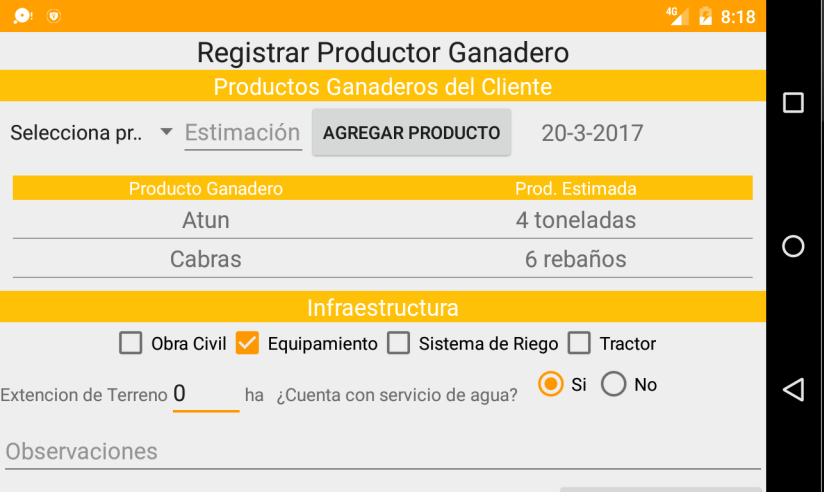 4G 8:18
Registrar Productor Ganadero
Productos Ganaderos del Cliente
Selecciona pr.. Estimación AGREGAR PRODUCTO 20-3-2017
Producto Ganadero Prod. Estimada
Atun 4 toneladas
Cabras 6 rebaños
Infraestructura
Obra Civil Equipamiento Sistema de Riego Tractor
Extencion de Terreno 0 ha ¿Cuenta con servicio de agua? Si No
Observaciones